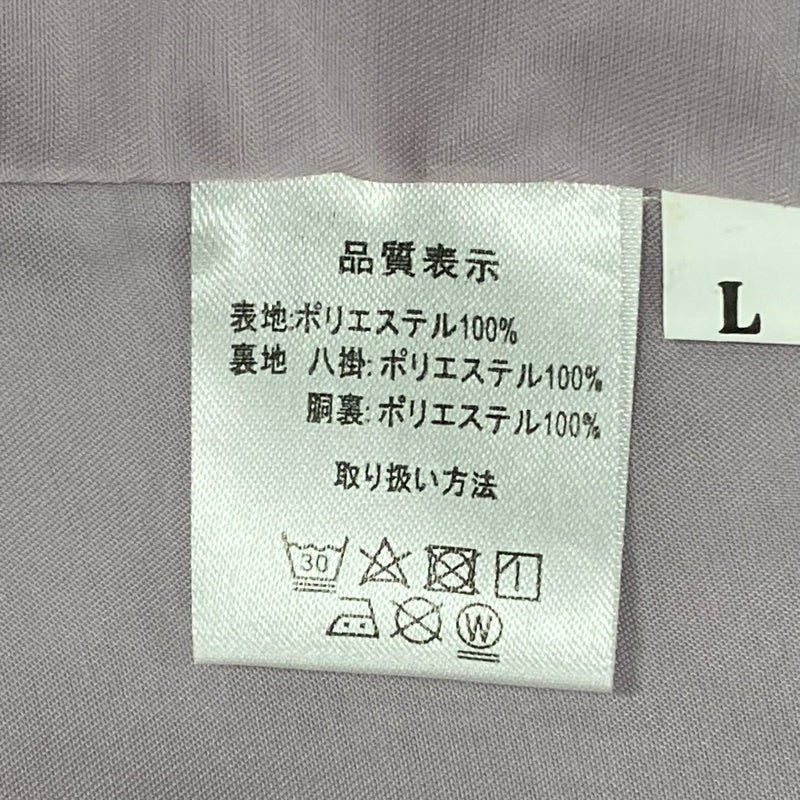 品質表示
表地:ポリエステル100%
裏地 八掛:ポリエステル100%
胴裏:ポリエステル100%
取り扱い方法
30
W
L